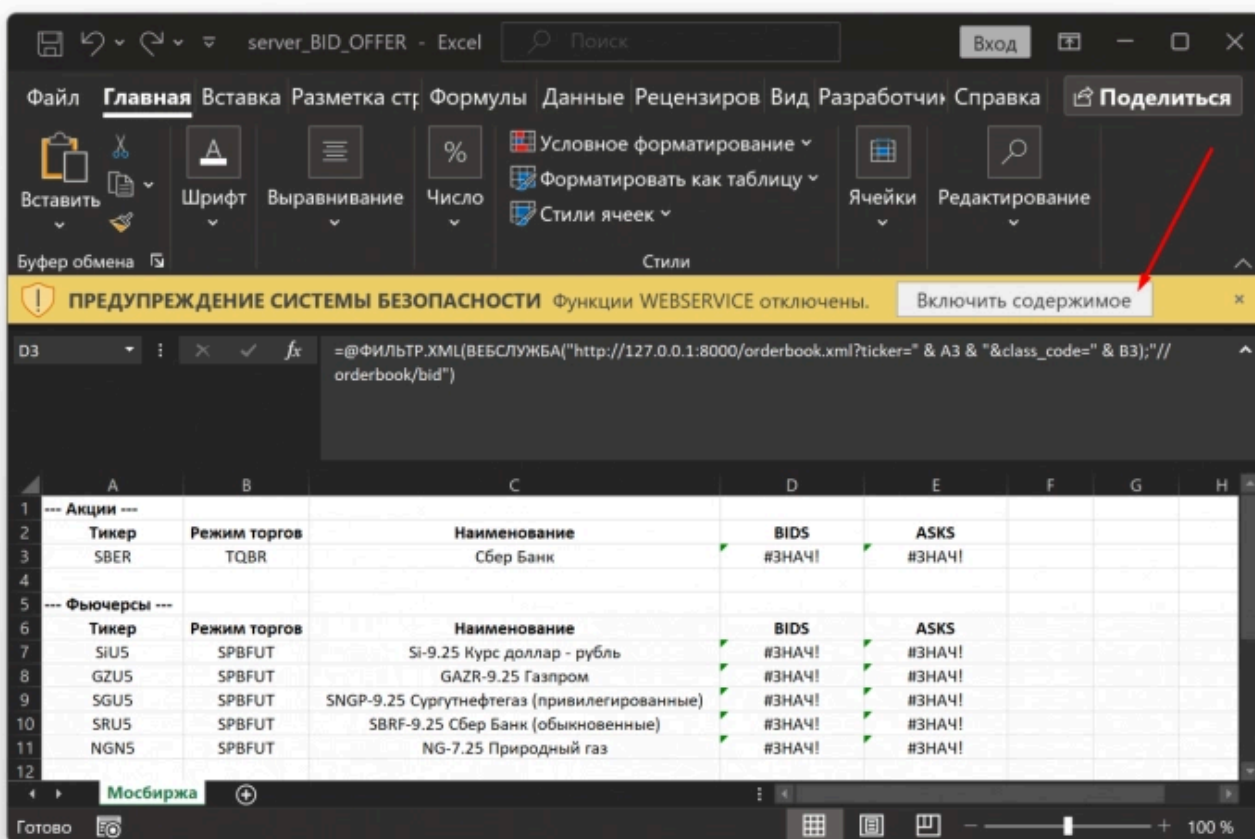 server_BID_OFFER - Excel Поиск Вход
Файл Главная Вставка Разметка стр Формулы Данные Рецензиров Вид Разработчик Справка Поделиться
Вставить
Буфер обмена
Шрифт
Выравнивание
%
Число
Условное форматирование
Форматировать как таблицу
Стили ячеек
Стили
Ячейки
Редактирование
ПРЕДУПРЕЖДЕНИЕ СИСТЕМЫ БЕЗОПАСНОСТИ Функции WEBSERVICE отключены. Включить содержимое
D3 fx =@ФИЛЬТР.XML(ВЕБСЛУЖБА("http://127.0.0.1:8000/orderbook.xml?ticker=" & A3 & "&class_code=" & B3);"//
orderbook/bid")
A B C D E F G H
1 --- Акции ---
2 Тикер Режим торгов Наименование BIDS ASKS
3 SBER TQBR Сбер Банк #ЗНАЧ! #ЗНАЧ!
4
5 --- Фьючерсы ---
6 Тикер Режим торгов Наименование BIDS ASKS
7 SiU5 SPBFUT Si-9.25 Курс доллар - рубль #ЗНАЧ! #ЗНАЧ!
8 GZU5 SPBFUT GAZR-9.25 Газпром #ЗНАЧ! #ЗНАЧ!
9 SGU5 SPBFUT SNGP-9.25 Сургутнефтегаз (привилегированные) #ЗНАЧ! #ЗНАЧ!
10 SRU5 SPBFUT SBRF-9.25 Сбер Банк (обыкновенные) #ЗНАЧ! #ЗНАЧ!
11 NGN5 SPBFUT NG-7.25 Природный газ #ЗНАЧ! #ЗНАЧ!
12
Мосбиржа
Готово 100 %